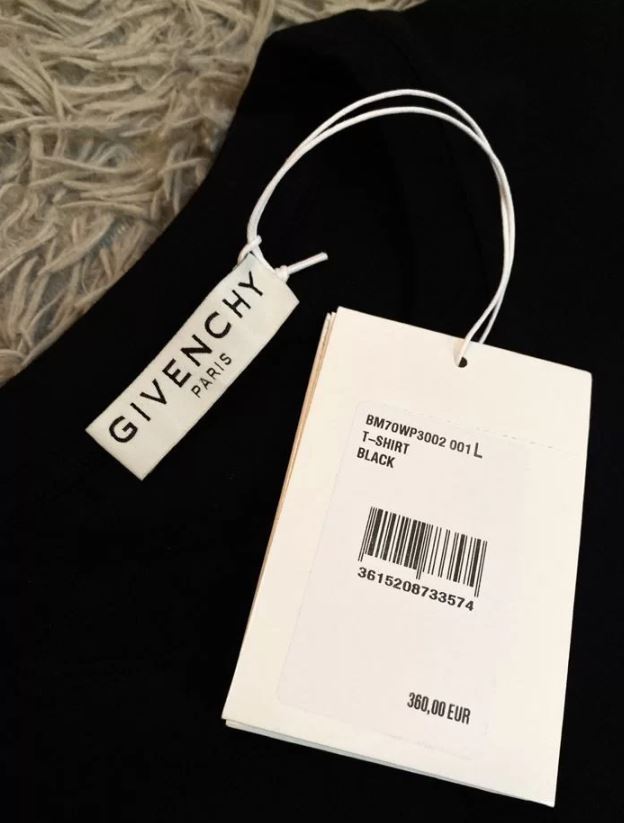 GIVENCHY
PARIS
BM70WP3002 001 L
T-SHIRT
BLACK
3615208733574
360,00 EUR